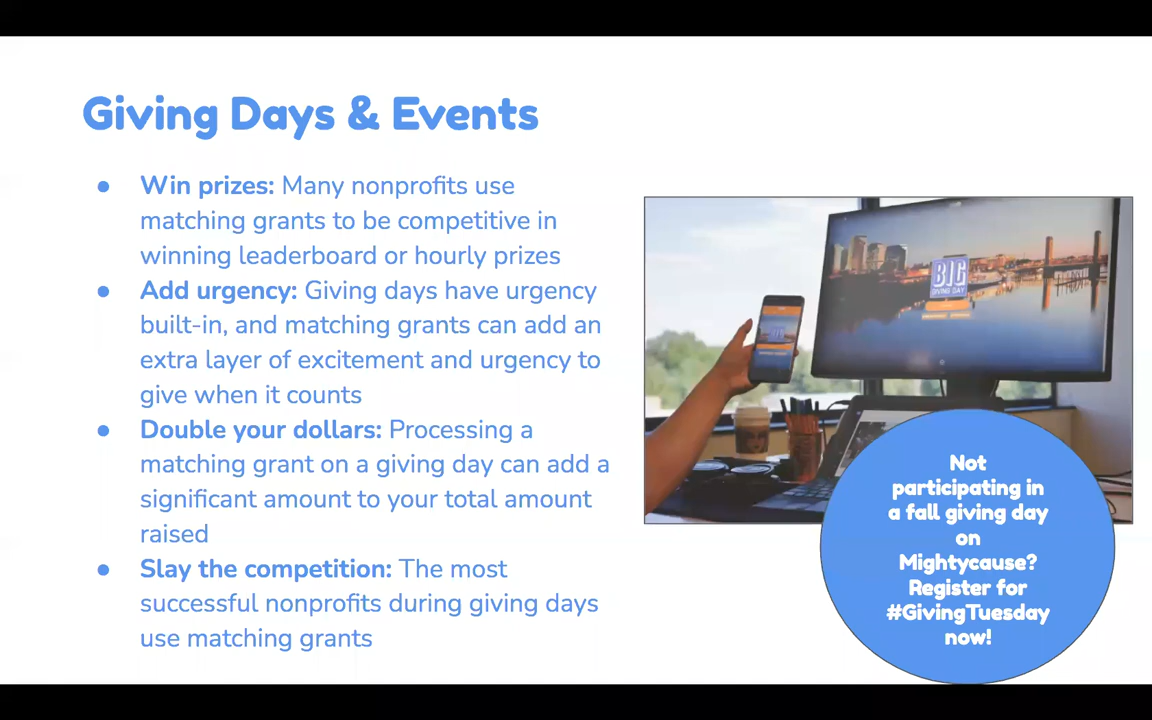 Giving Days & Events
● Win prizes: Many nonprofits use
matching grants to be competitive in
winning leaderboard or hourly prizes
● Add urgency: Giving days have urgency
built-in, and matching grants can add an
extra layer of excitement and urgency to
give when it counts
● Double your dollars: Processing a
matching grant on a giving day can add a
significant amount to your total amount
raised
● Slay the competition: The most
successful nonprofits during giving days
use matching grants
BIG
GIVING DAY
Not
participating in
a fall giving day
on
Mightycause?
Register for
#GivingTuesday
now!